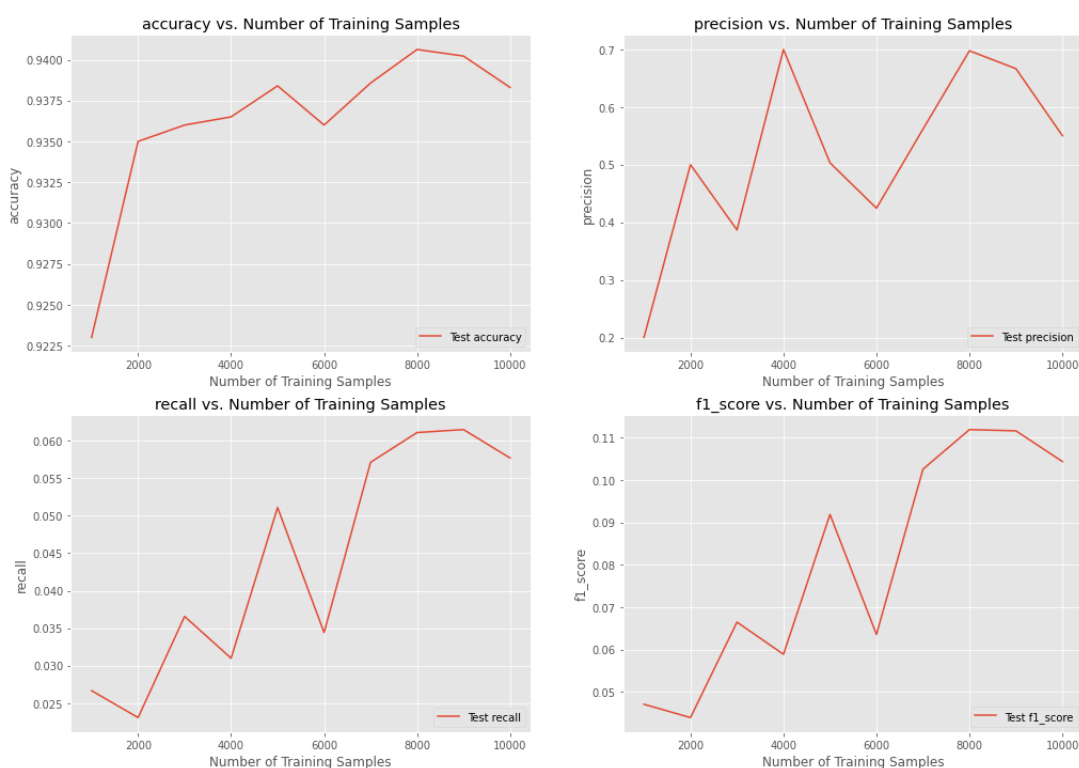 accuracy vs. Number of Training Samples
0.9400
0.9375
0.9350
0.9325
0.9300
0.9275
0.9250
0.9225
accuracy
Test accuracy
2000 4000 6000 8000 10000
Number of Training Samples
precision vs. Number of Training Samples
0.7
0.6
0.5
0.4
0.3
0.2
precision
Test precision
2000 4000 6000 8000 10000
Number of Training Samples
recall vs. Number of Training Samples
0.060
0.055
0.050
0.045
0.040
0.035
0.030
0.025
recall
Test recall
2000 4000 6000 8000 10000
Number of Training Samples
f1_score vs. Number of Training Samples
0.11
0.10
0.09
0.08
0.07
0.06
0.05
f1_score
Test f1_score
2000 4000 6000 8000 10000
Number of Training Samples